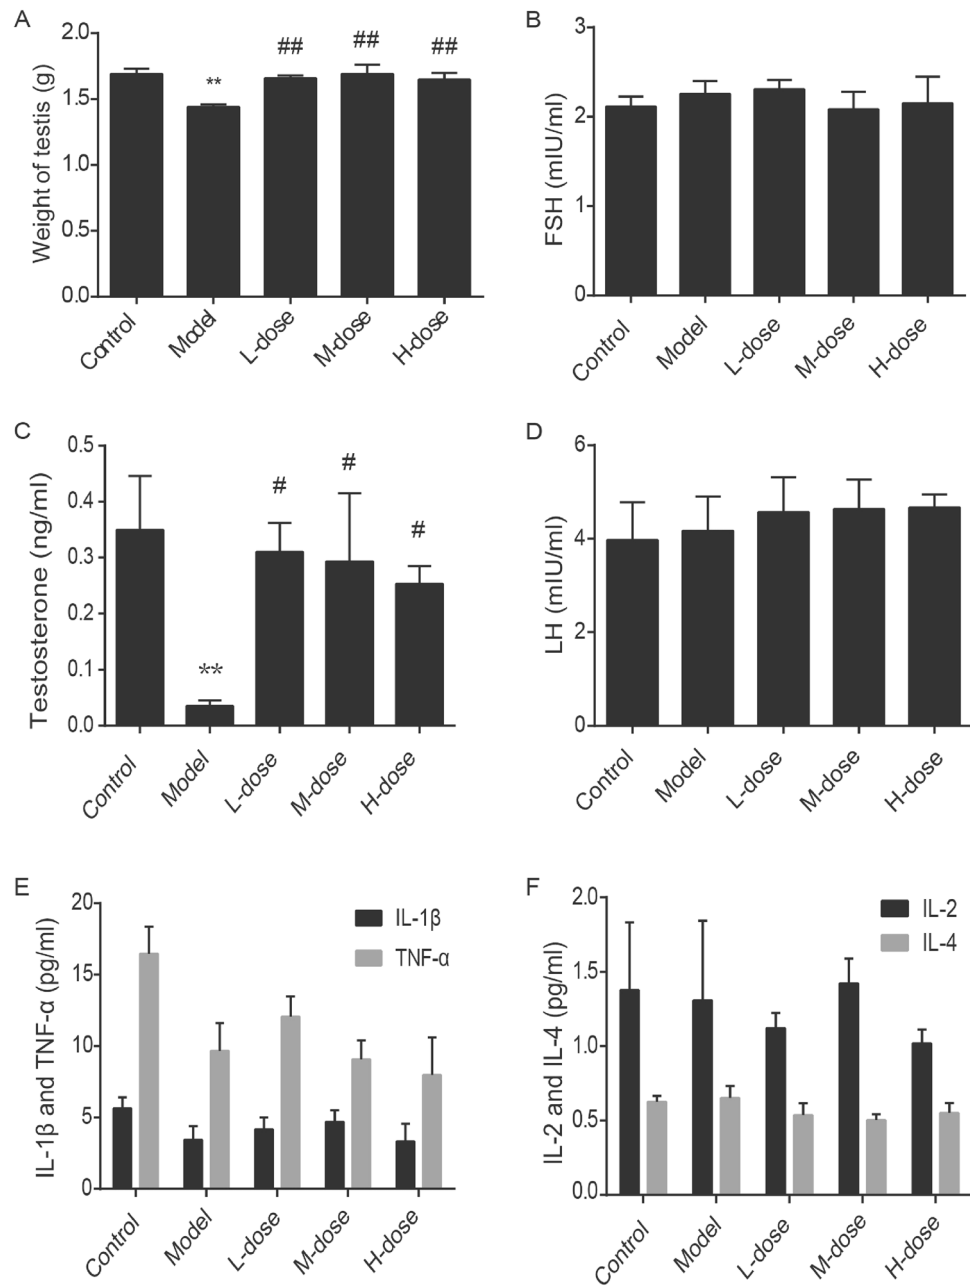 A
Weight of testis (g)
2.0
1.5
1.0
0.5
0.0
**
##
##
##
Control
Model
L-dose
M-dose
H-dose
B
FSH (mIU/ml)
3
2
1
0
Control
Model
L-dose
M-dose
H-dose
C
Testosterone (ng/ml)
0.5
0.4
0.3
0.2
0.1
0.0
**
#
#
#
Control
Model
L-dose
M-dose
H-dose
D
LH (mIU/ml)
6
4
2
0
Control
Model
L-dose
M-dose
H-dose
E
IL-1β and TNF-α (pg/ml)
20
15
10
5
0
IL-1β
TNF-α
Control
Model
L-dose
M-dose
H-dose
F
IL-2 and IL-4 (pg/ml)
2.0
1.5
1.0
0.5
0.0
IL-2
IL-4
Control
Model
L-dose
M-dose
H-dose